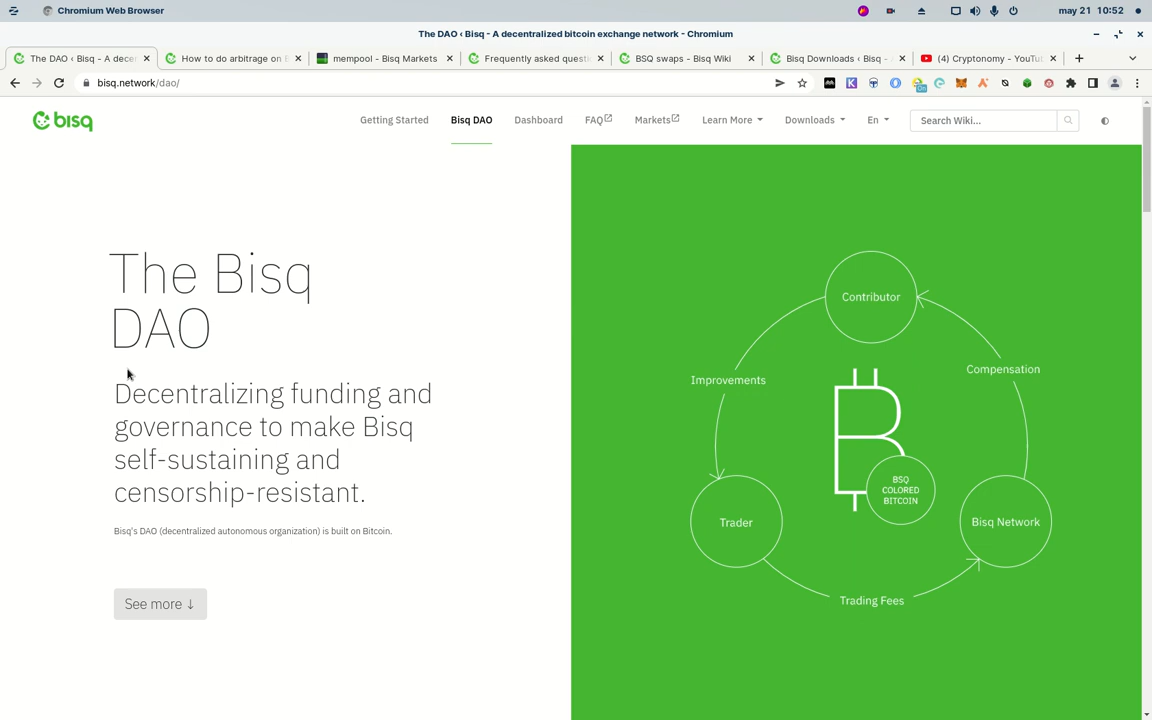 Chromium Web Browser
may 21 10:52
The DAO ‹ Bisq - A decentralized bitcoin exchange network - Chromium
The DAO ‹ Bisq - A dece
How to do arbitrage on
mempool - Bisq Markets
Frequently asked quest
BSQ swaps - Bisq Wiki
Bisq Downloads ‹ Bisq -
(4) Cryptonomy - YouTu
bisq.network/dao/
On
bisq
Getting Started
Bisq DAO
Dashboard
FAQ
Markets
Learn More
Downloads
En
Search Wiki...
The Bisq
DAO
Decentralizing funding and
governance to make Bisq
self-sustaining and
censorship-resistant.
Bisq's DAO (decentralized autonomous organization) is built on Bitcoin.
See more ↓
Contributor
Improvements
Compensation
BSQ
COLORED
BITCOIN
Trader
Bisq Network
Trading Fees